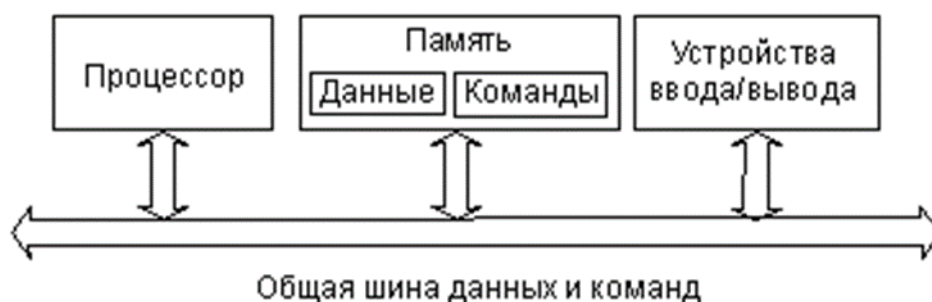 Процессор
Память
Данные
Команды
Устройства
ввода/вывода
Общая шина данных и команд